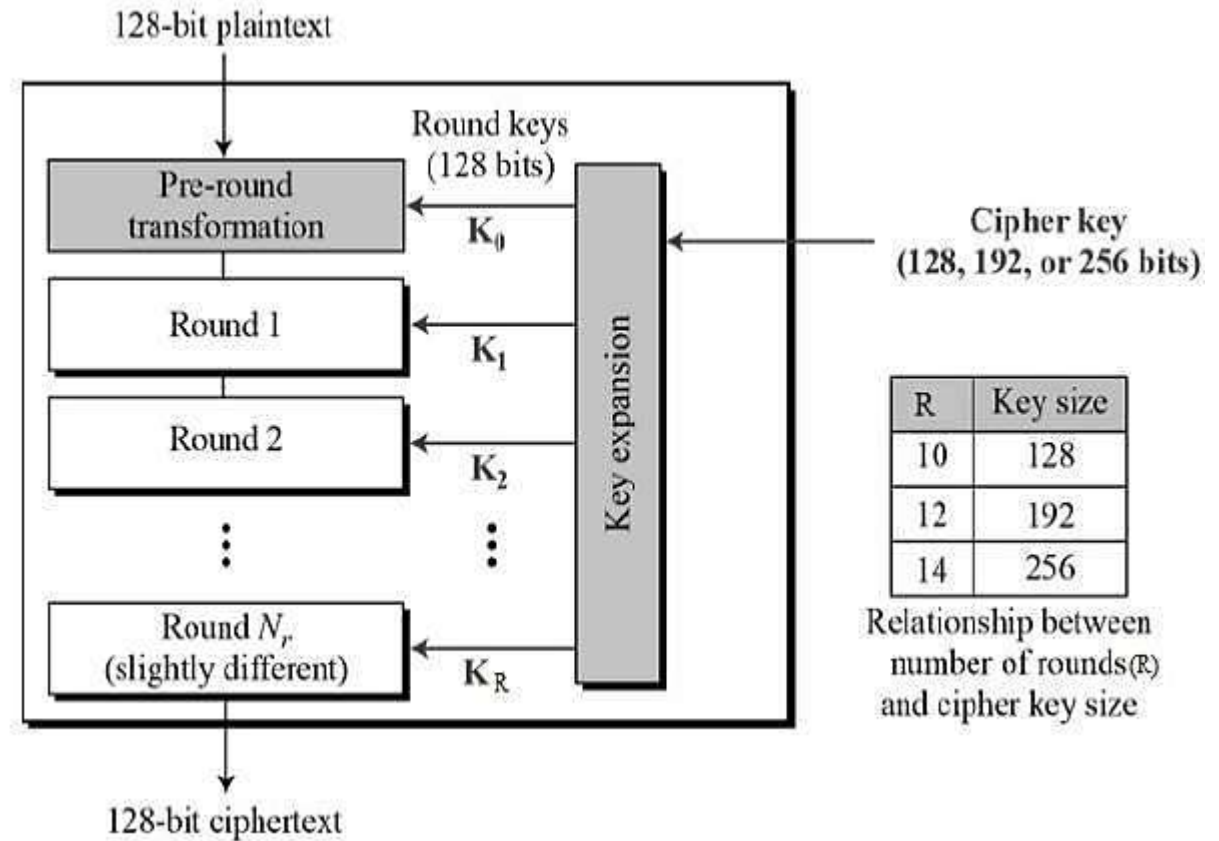 128-bit plaintext
Round keys
(128 bits)
Pre-round
transformation
K₀
Cipher key
(128, 192, or 256 bits)
Round 1
K₁
Key expansion
Round 2
K₂
R Key size
10 128
12 192
14 256
Relationship between
number of rounds(R)
and cipher key size
Round Nᵣ
(slightly different)
K_R
128-bit ciphertext